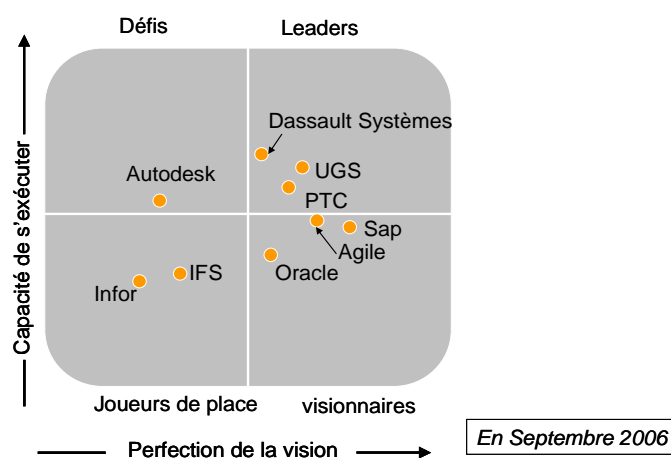 Défis
Leaders
Capacité de s’exécuter
Dassault Systèmes
UGS
Autodesk
PTC
Sap
Agile
IFS
Oracle
Infor
Joueurs de place
visionnaires
Perfection de la vision
En Septembre 2006